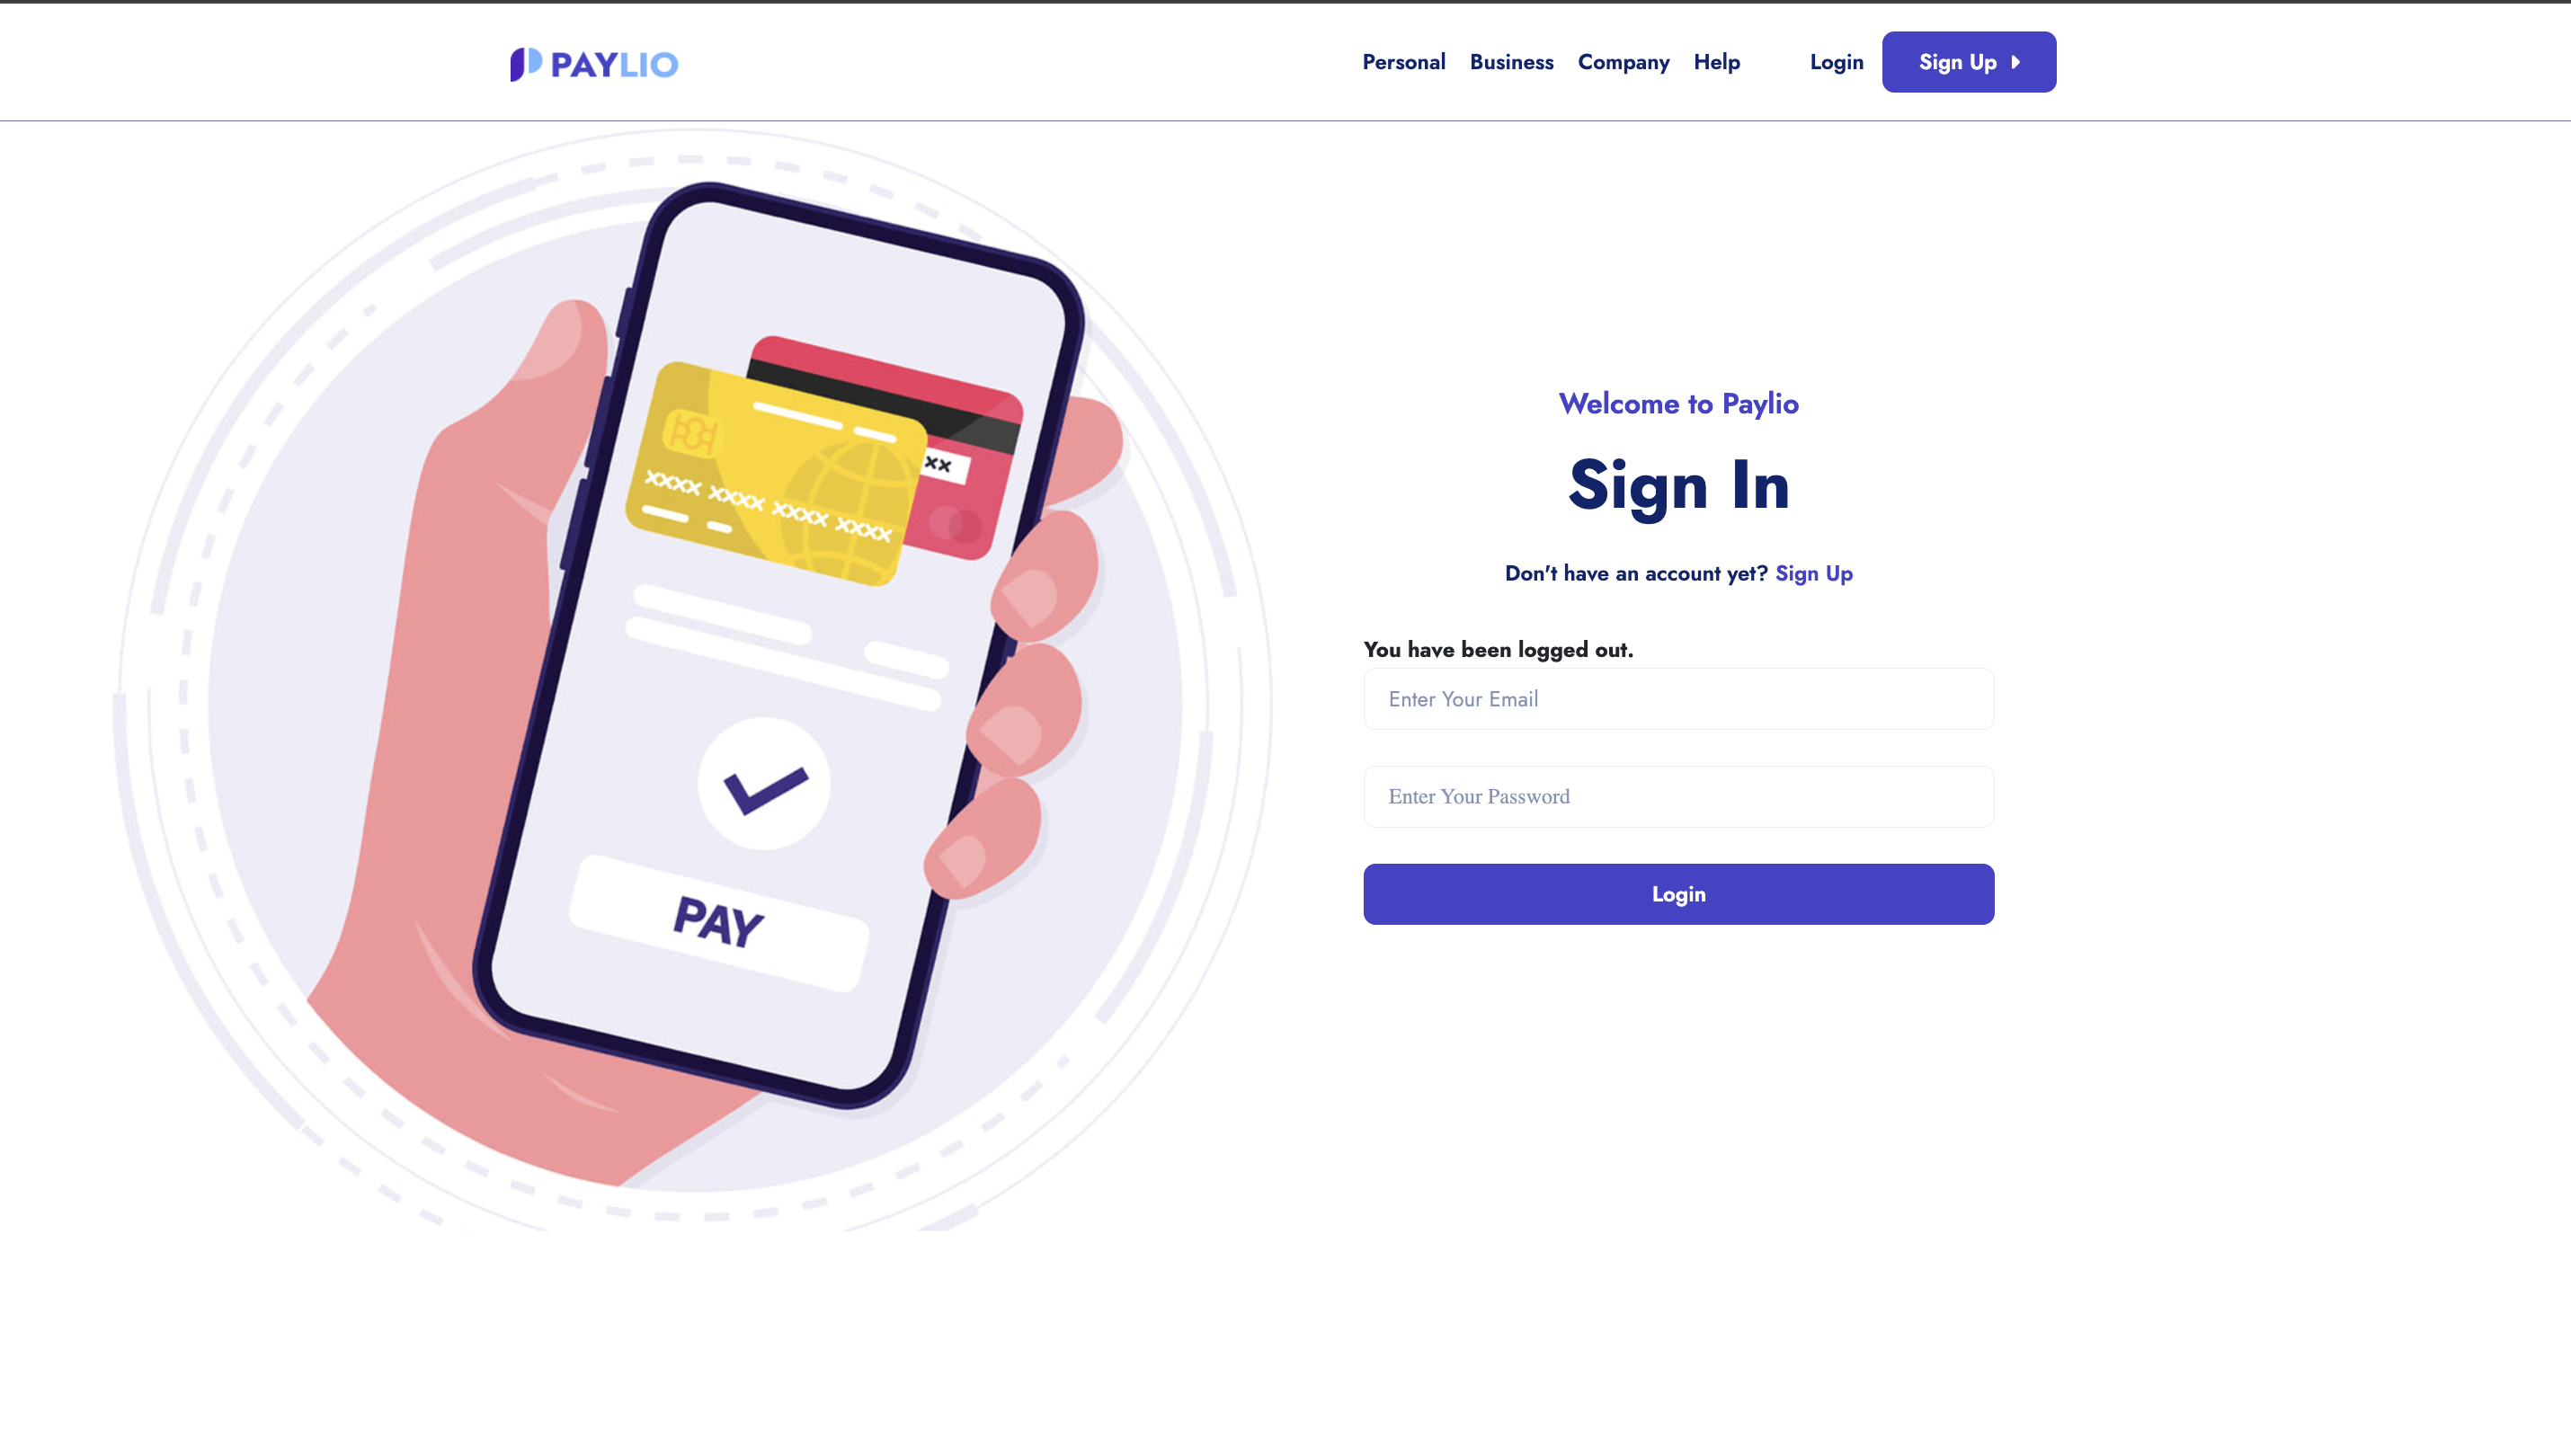 PAYLIO
Personal Business Company Help Login Sign Up
xx
xxxx xxxx xxxx xxxx
PAY
Welcome to Paylio
Sign In
Don't have an account yet? Sign Up
You have been logged out.
Enter Your Email
Enter Your Password
Login